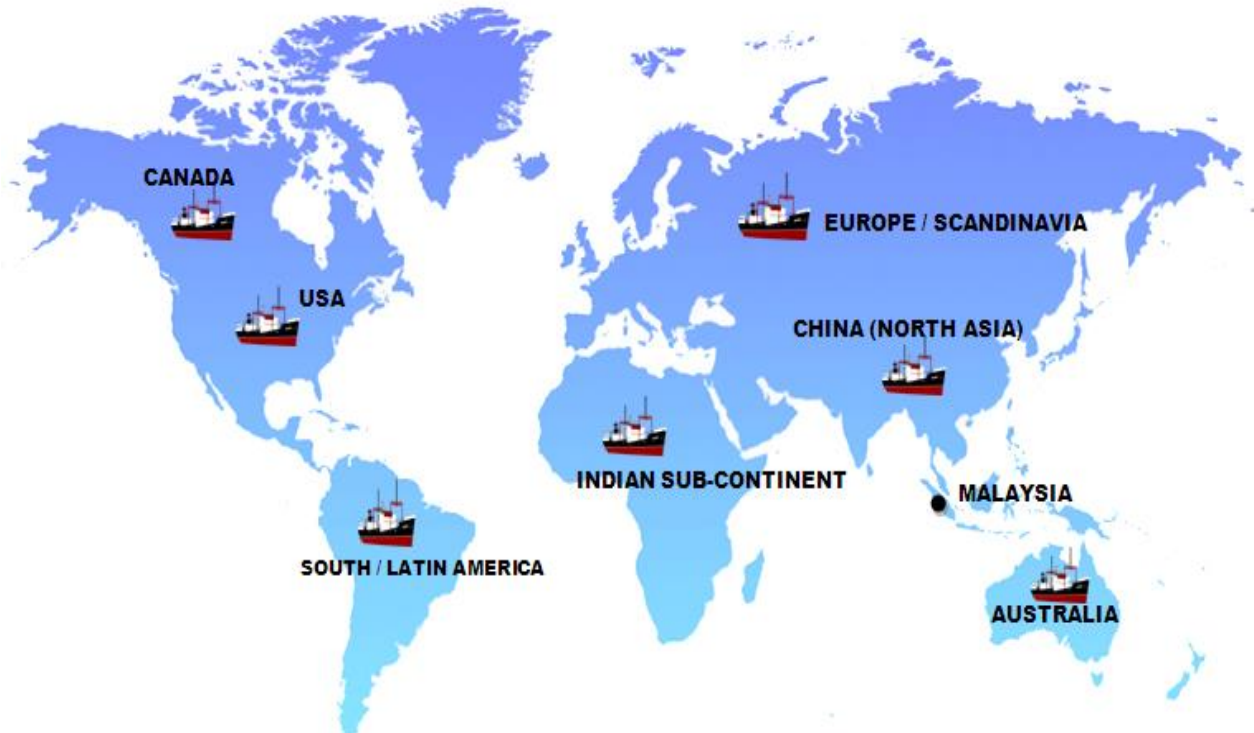 CANADA
EUROPE / SCANDINAVIA
USA
CHINA (NORTH ASIA)
INDIAN SUB-CONTINENT
MALAYSIA
SOUTH / LATIN AMERICA
AUSTRALIA